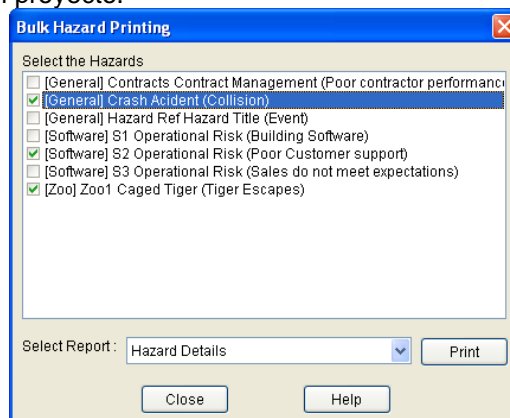 proyecto.
Bulk Hazard Printing
Select the Hazards
[General] Contracts Contract Management (Poor contractor performance
[General] Crash Acident (Collision)
[General] Hazard Ref Hazard Title (Event)
[Software] S1 Operational Risk (Building Software)
[Software] S2 Operational Risk (Poor Customer support)
[Software] S3 Operational Risk (Sales do not meet expectations)
[Zoo] Zoo1 Caged Tiger (Tiger Escapes)
Select Report : Hazard Details Print
Close Help